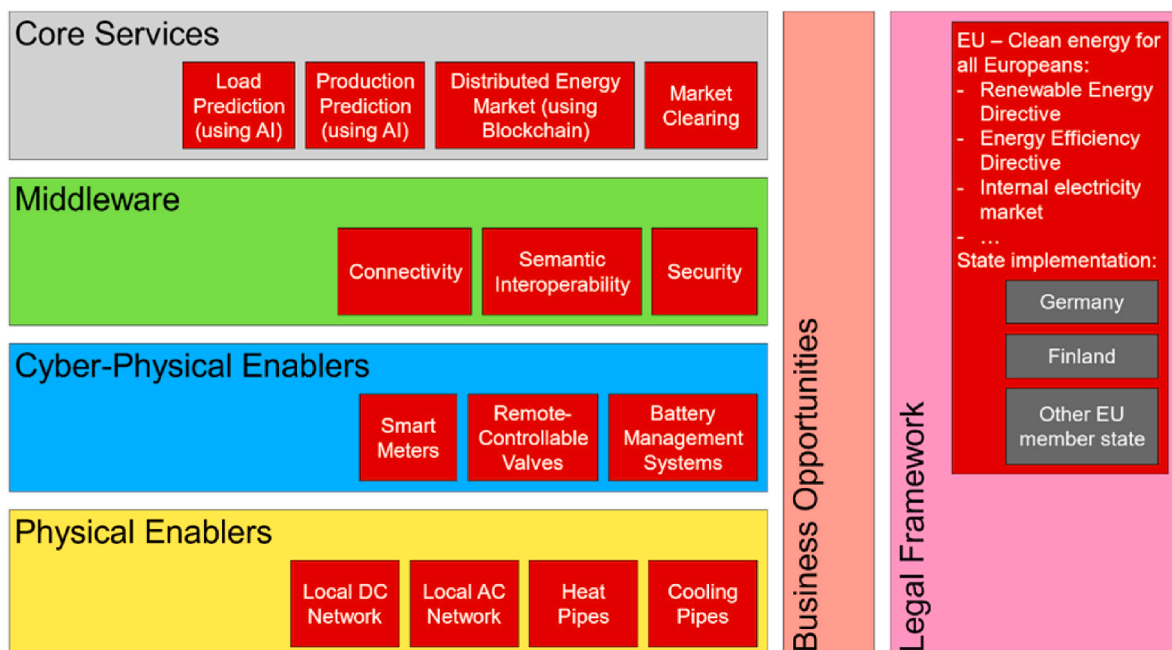 Core Services
Load
Prediction
(using AI)
Production
Prediction
(using AI)
Distributed Energy
Market (using
Blockchain)
Market
Clearing
Middleware
Connectivity
Semantic
Interoperability
Security
Cyber-Physical Enablers
Smart
Meters
Remote-
Controllable
Valves
Battery
Management
Systems
Physical Enablers
Local DC
Network
Local AC
Network
Heat
Pipes
Cooling
Pipes
Business Opportunities
Legal Framework
EU – Clean energy for
all Europeans:
- Renewable Energy
Directive
- Energy Efficiency
Directive
- Internal electricity
market
- ...
State implementation:
Germany
Finland
Other EU
member state